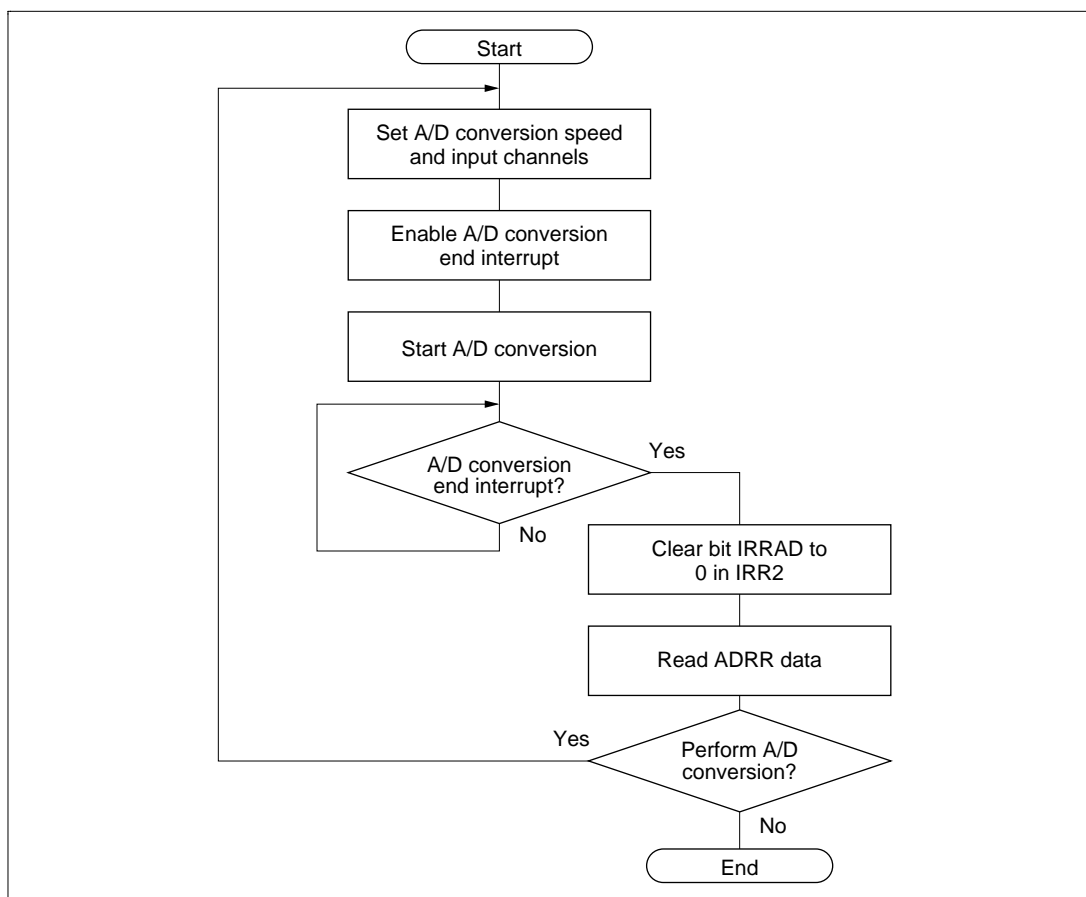 Start
Set A/D conversion speed
and input channels
Enable A/D conversion
end interrupt
Start A/D conversion
A/D conversion
end interrupt?
Yes
No
Clear bit IRRAD to
0 in IRR2
Read ADRR data
Perform A/D
conversion?
Yes
No
End